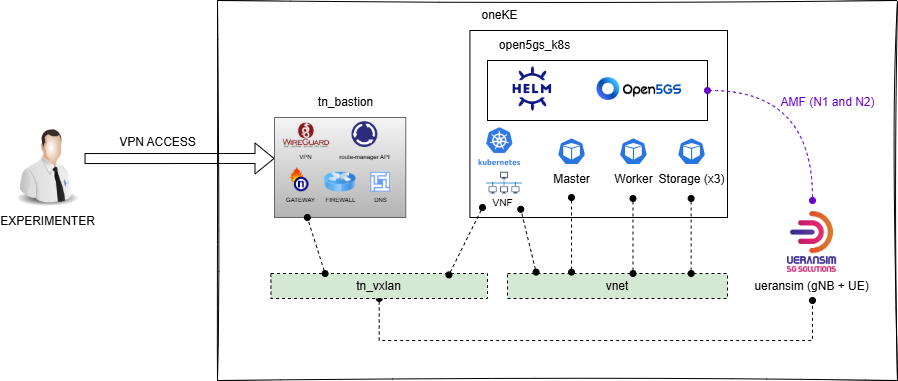 oneKE
open5gs_k8s
HELM
Open5GS
tn_bastion
AMF (N1 and N2)
VPN ACCESS
WIREGUARD
VPN
route-manager API
kubernetes
Master
Worker
Storage (x3)
n
GATEWAY
FIREWALL
DNS
VNF
EXPERIMENTER
UERANSIM
5G SOLUTIONS
tn_vxlan
vnet
ueransim (gNB + UE)